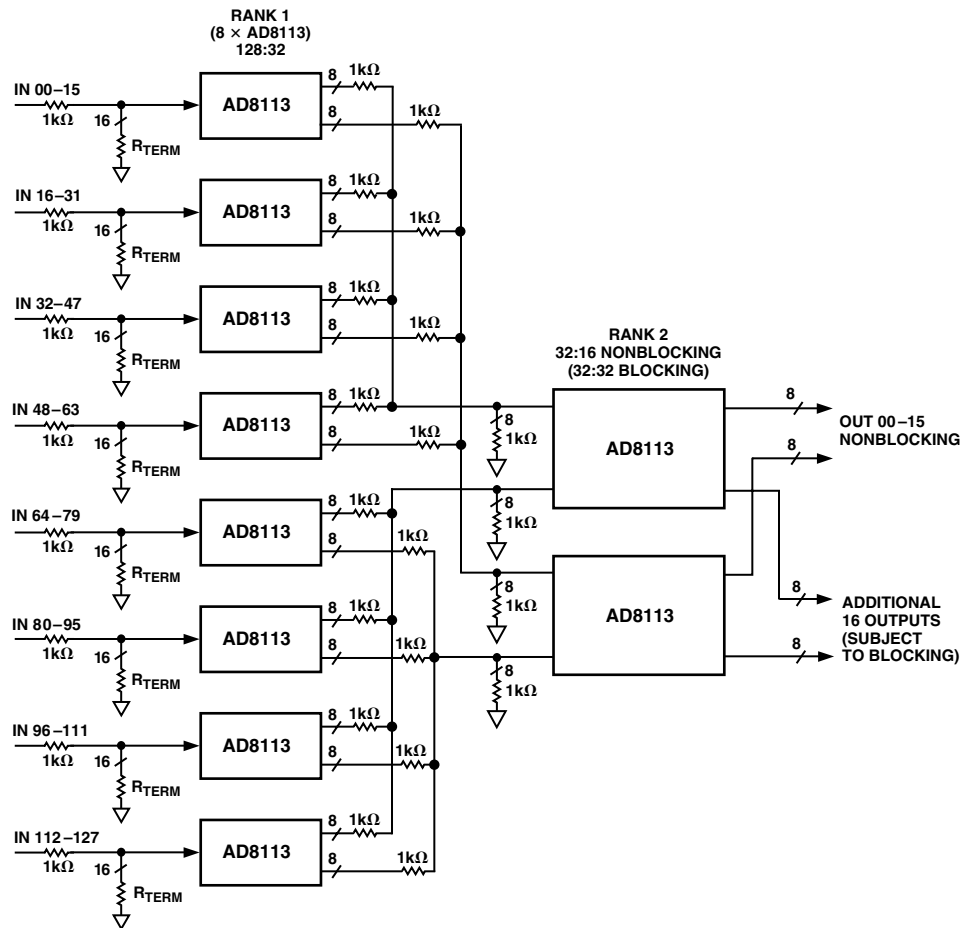 RANK 1
(8 × AD8113)
128:32
IN 00–15
1kΩ
16
RTERM
AD8113
8
1kΩ
8
1kΩ
IN 16–31
1kΩ
16
RTERM
AD8113
8
1kΩ
8
1kΩ
IN 32–47
1kΩ
16
RTERM
AD8113
8
1kΩ
8
1kΩ
IN 48–63
1kΩ
16
RTERM
AD8113
8
1kΩ
8
1kΩ
IN 64–79
1kΩ
16
RTERM
AD8113
8
1kΩ
8
1kΩ
IN 80–95
1kΩ
16
RTERM
AD8113
8
1kΩ
8
1kΩ
IN 96–111
1kΩ
16
RTERM
AD8113
8
1kΩ
8
1kΩ
IN 112–127
1kΩ
16
RTERM
AD8113
8
1kΩ
8
1kΩ
RANK 2
32:16 NONBLOCKING
(32:32 BLOCKING)
8
1kΩ
8
1kΩ
AD8113
8
1kΩ
8
1kΩ
AD8113
8
8
OUT 00–15
NONBLOCKING
8
8
ADDITIONAL
16 OUTPUTS
(SUBJECT
TO BLOCKING)